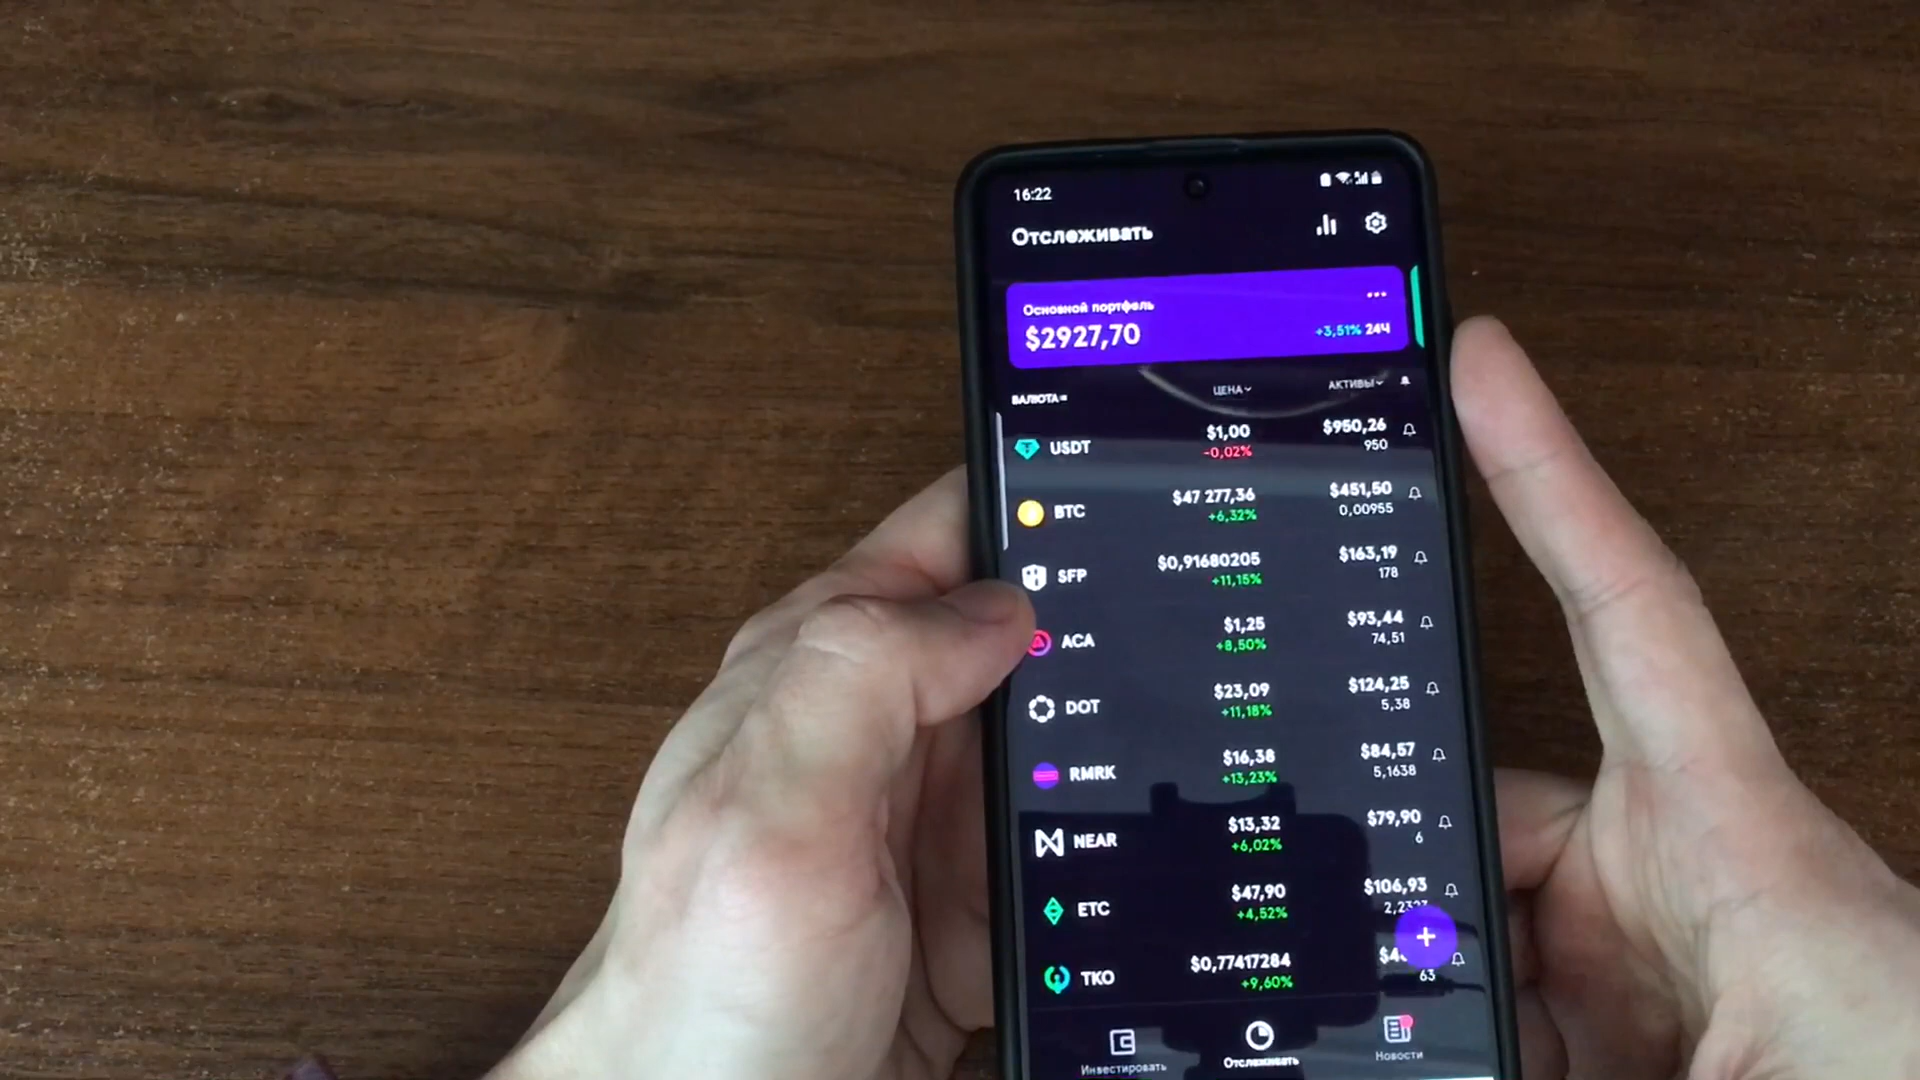 16:22
Отслеживать
Основной портфель
$2927,70
+3,51% 24Ч
ВАЛЮТА ЦЕНА АКТИВЫ
USDT $1,00 $950,26
-0,02% 950
BTC $47 277,36 $451,50
+6,32% 0,00955
SFP $0,91680205 $163,19
+11,15% 178
ACA $1,25 $93,44
+8,50% 74,51
DOT $23,09 $124,25
+11,18% 5,38
RMRK $16,38 $84,57
+13,23% 5,1638
NEAR $13,32 $79,90
+6,02% 6
ETC $47,90 $106,93
+4,52%
TKO $0,77417284
+9,60% 63
Инвестировать Отслеживать Новости